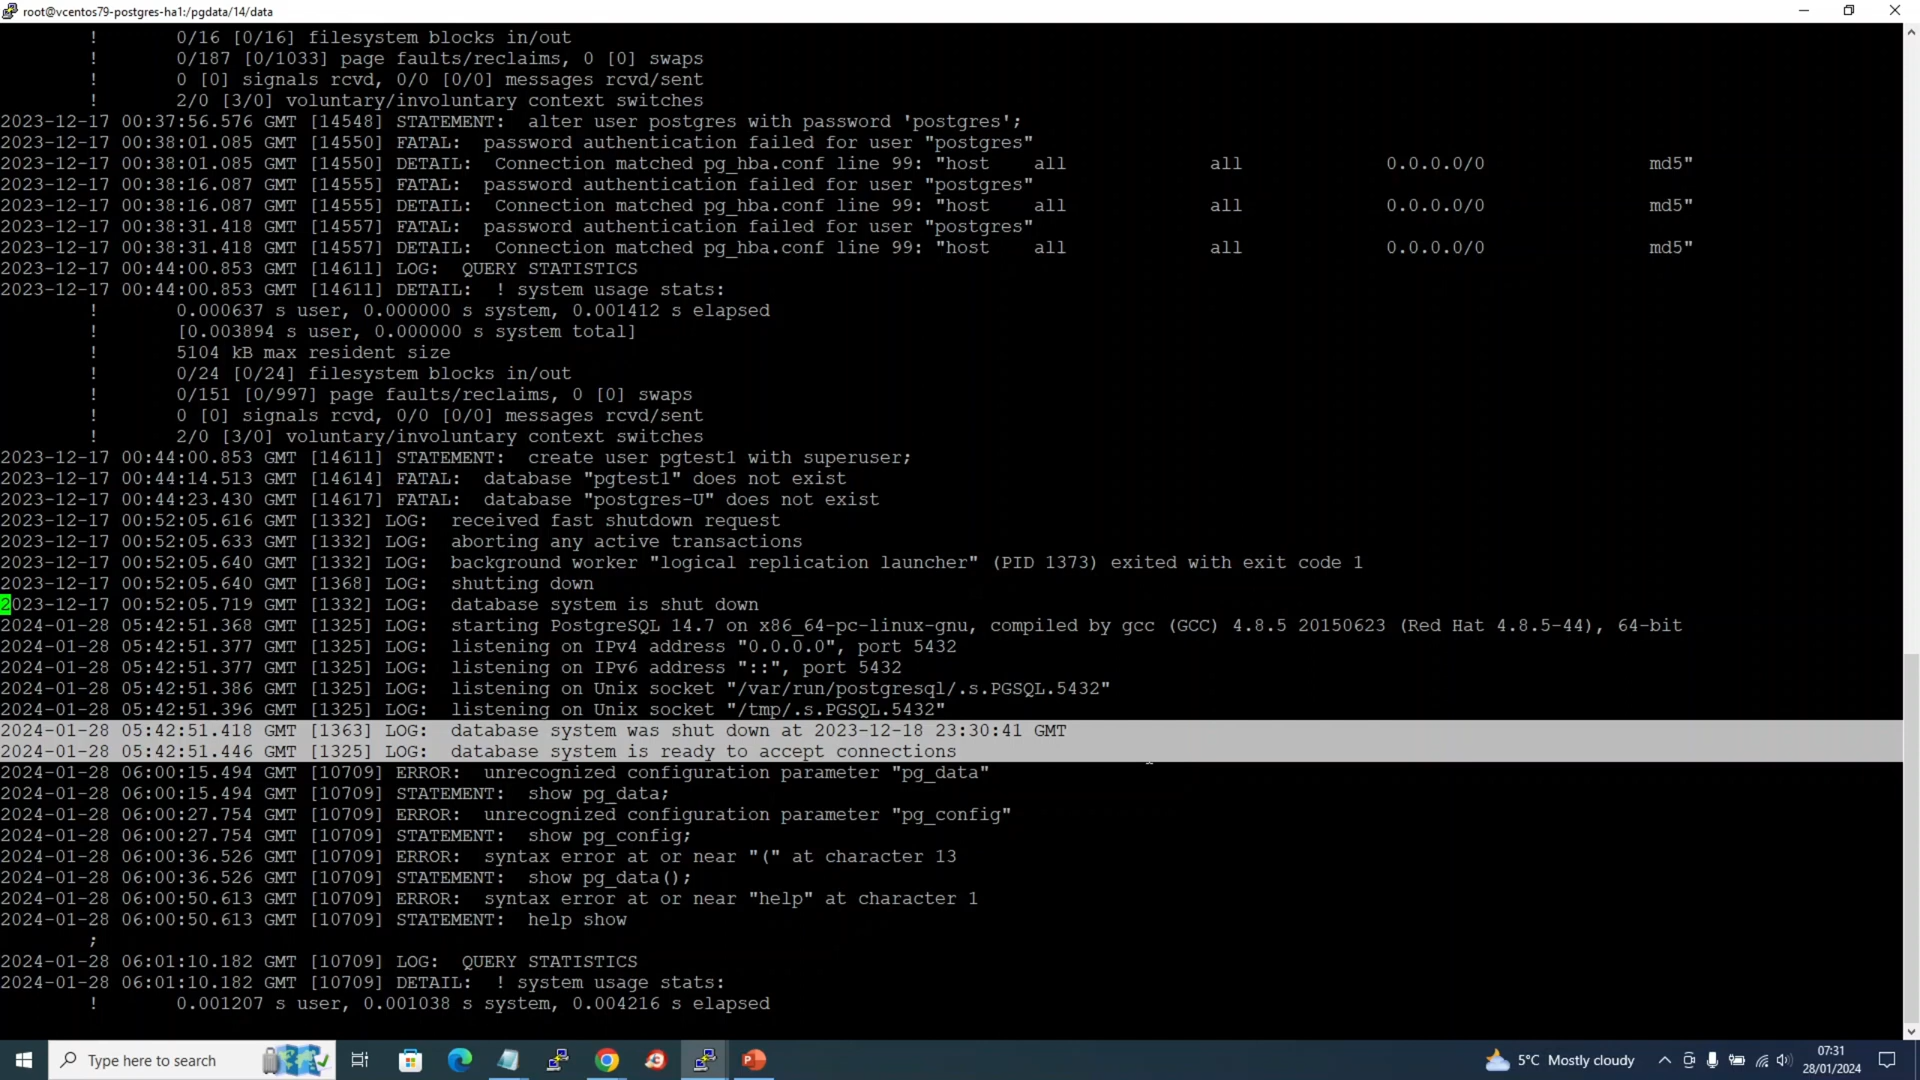 root@vcentos79-postgres-ha1:/pgdata/14/data
! 0/16 [0/16] filesystem blocks in/out
! 0/187 [0/1033] page faults/reclaims, 0 [0] swaps
! 0 [0] signals rcvd, 0/0 [0/0] messages rcvd/sent
! 2/0 [3/0] voluntary/involuntary context switches
2023-12-17 00:37:56.576 GMT [14548] STATEMENT: alter user postgres with password 'postgres';
2023-12-17 00:38:01.085 GMT [14550] FATAL: password authentication failed for user "postgres"
2023-12-17 00:38:01.085 GMT [14550] DETAIL: Connection matched pg_hba.conf line 99: "host all all 0.0.0.0/0 md5"
2023-12-17 00:38:16.087 GMT [14555] FATAL: password authentication failed for user "postgres"
2023-12-17 00:38:16.087 GMT [14555] DETAIL: Connection matched pg_hba.conf line 99: "host all all 0.0.0.0/0 md5"
2023-12-17 00:38:31.418 GMT [14557] FATAL: password authentication failed for user "postgres"
2023-12-17 00:38:31.418 GMT [14557] DETAIL: Connection matched pg_hba.conf line 99: "host all all 0.0.0.0/0 md5"
2023-12-17 00:44:00.853 GMT [14611] LOG: QUERY STATISTICS
2023-12-17 00:44:00.853 GMT [14611] DETAIL: ! system usage stats:
! 0.000637 s user, 0.000000 s system, 0.001412 s elapsed
! [0.003894 s user, 0.000000 s system total]
! 5104 kB max resident size
! 0/24 [0/24] filesystem blocks in/out
! 0/151 [0/997] page faults/reclaims, 0 [0] swaps
! 0 [0] signals rcvd, 0/0 [0/0] messages rcvd/sent
! 2/0 [3/0] voluntary/involuntary context switches
2023-12-17 00:44:00.853 GMT [14611] STATEMENT: create user pgtest1 with superuser;
2023-12-17 00:44:14.513 GMT [14614] FATAL: database "pgtest1" does not exist
2023-12-17 00:44:23.430 GMT [14617] FATAL: database "postgres-U" does not exist
2023-12-17 00:52:05.616 GMT [1332] LOG: received fast shutdown request
2023-12-17 00:52:05.633 GMT [1332] LOG: aborting any active transactions
2023-12-17 00:52:05.640 GMT [1332] LOG: background worker "logical replication launcher" (PID 1373) exited with exit code 1
2023-12-17 00:52:05.640 GMT [1368] LOG: shutting down
2023-12-17 00:52:05.719 GMT [1332] LOG: database system is shut down
2024-01-28 05:42:51.368 GMT [1325] LOG: starting PostgreSQL 14.7 on x86_64-pc-linux-gnu, compiled by gcc (GCC) 4.8.5 20150623 (Red Hat 4.8.5-44), 64-bit
2024-01-28 05:42:51.377 GMT [1325] LOG: listening on IPv4 address "0.0.0.0", port 5432
2024-01-28 05:42:51.377 GMT [1325] LOG: listening on IPv6 address "::", port 5432
2024-01-28 05:42:51.386 GMT [1325] LOG: listening on Unix socket "/var/run/postgresql/.s.PGSQL.5432"
2024-01-28 05:42:51.396 GMT [1325] LOG: listening on Unix socket "/tmp/.s.PGSQL.5432"
2024-01-28 05:42:51.418 GMT [1363] LOG: database system was shut down at 2023-12-18 23:30:41 GMT
2024-01-28 05:42:51.446 GMT [1325] LOG: database system is ready to accept connections
2024-01-28 06:00:15.494 GMT [10709] ERROR: unrecognized configuration parameter "pg_data"
2024-01-28 06:00:15.494 GMT [10709] STATEMENT: show pg_data;
2024-01-28 06:00:27.754 GMT [10709] ERROR: unrecognized configuration parameter "pg_config"
2024-01-28 06:00:27.754 GMT [10709] STATEMENT: show pg_config;
2024-01-28 06:00:36.526 GMT [10709] ERROR: syntax error at or near "(" at character 13
2024-01-28 06:00:36.526 GMT [10709] STATEMENT: show pg_data();
2024-01-28 06:00:50.613 GMT [10709] ERROR: syntax error at or near "help" at character 1
2024-01-28 06:00:50.613 GMT [10709] STATEMENT: help show
;
2024-01-28 06:01:10.182 GMT [10709] LOG: QUERY STATISTICS
2024-01-28 06:01:10.182 GMT [10709] DETAIL: ! system usage stats:
! 0.001207 s user, 0.001038 s system, 0.004216 s elapsed
Type here to search
5°C Mostly cloudy
07:31
28/01/2024